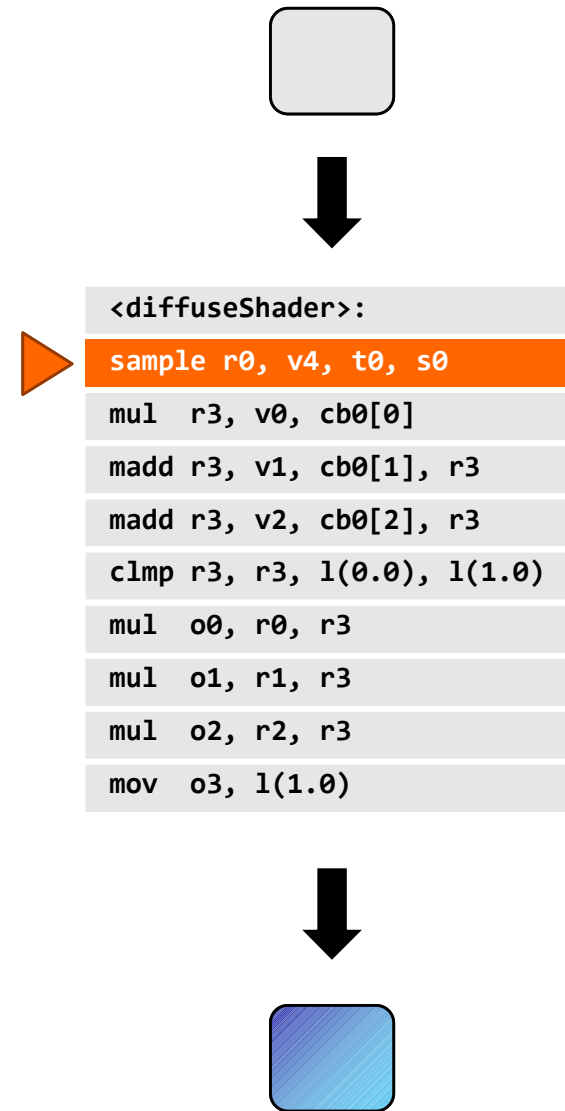 <diffuseShader>:
sample r0, v4, t0, s0
mul  r3, v0, cb0[0]
madd r3, v1, cb0[1], r3
madd r3, v2, cb0[2], r3
clmp r3, r3, l(0.0), l(1.0)
mul  o0, r0, r3
mul  o1, r1, r3
mul  o2, r2, r3
mov  o3, l(1.0)